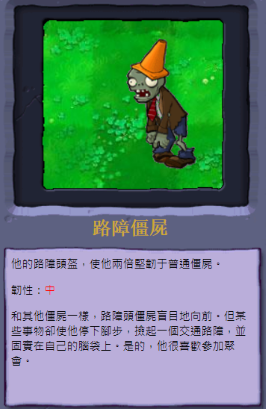 路障僵屍
他的路障頭盔，使他兩倍堅韌于普通僵屍。
韌性：中
和其他僵屍一樣，路障頭僵屍盲目地向前。但某
些事物卻使他停下腳步，撿起一個交通路障，並
固實在自己的腦袋上。是的，他很喜歡參加聚
會。